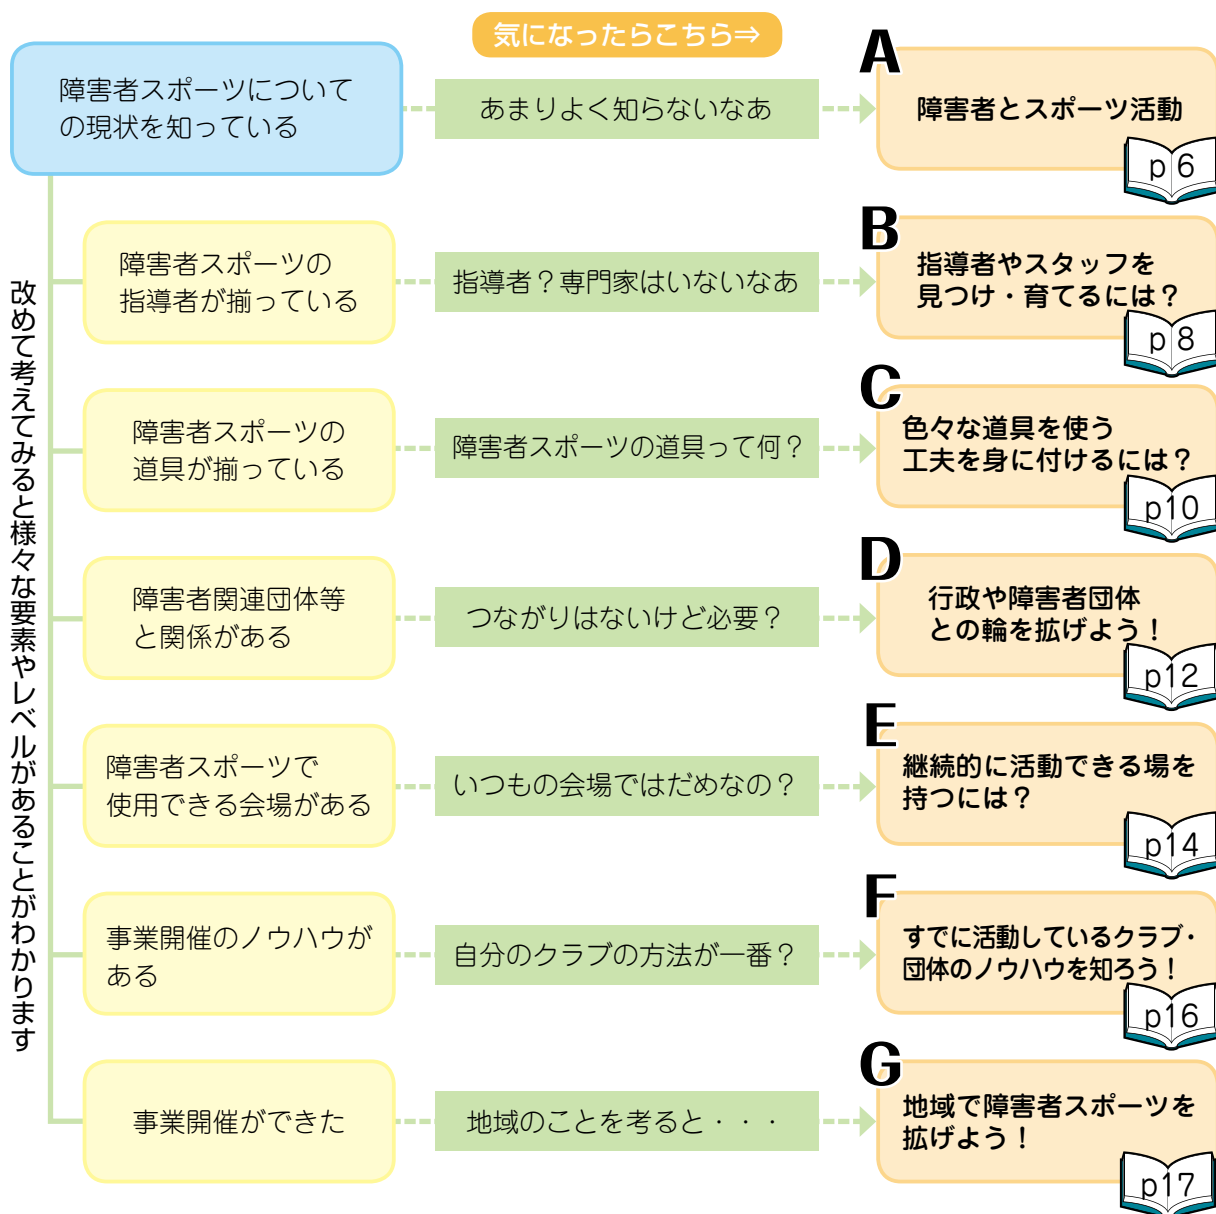 気になったらこちら⇒
障害者スポーツについて
の現状を知っている
あまりよく知らないなあ
A
障害者とスポーツ活動
p 6
改めて考えてみると様々な要素やレベルがあることがわかります
障害者スポーツの
指導者が揃っている
指導者？専門家はいないなあ
B
指導者やスタッフを
見つけ・育てるには？
p 8
障害者スポーツの
道具が揃っている
障害者スポーツの道具って何？
C
色々な道具を使う
工夫を身に付けるには？
p10
障害者関連団体等
と関係がある
つながりはないけど必要？
D
行政や障害者団体
との輪を拡げよう！
p12
障害者スポーツで
使用できる会場がある
いつもの会場ではだめなの？
E
継続的に活動できる場を
持つには？
p14
事業開催のノウハウが
ある
自分のクラブの方法が一番？
F
すでに活動しているクラブ・
団体のノウハウを知ろう！
p16
事業開催ができた
地域のことを考ると・・・
G
地域で障害者スポーツを
拡げよう！
p17